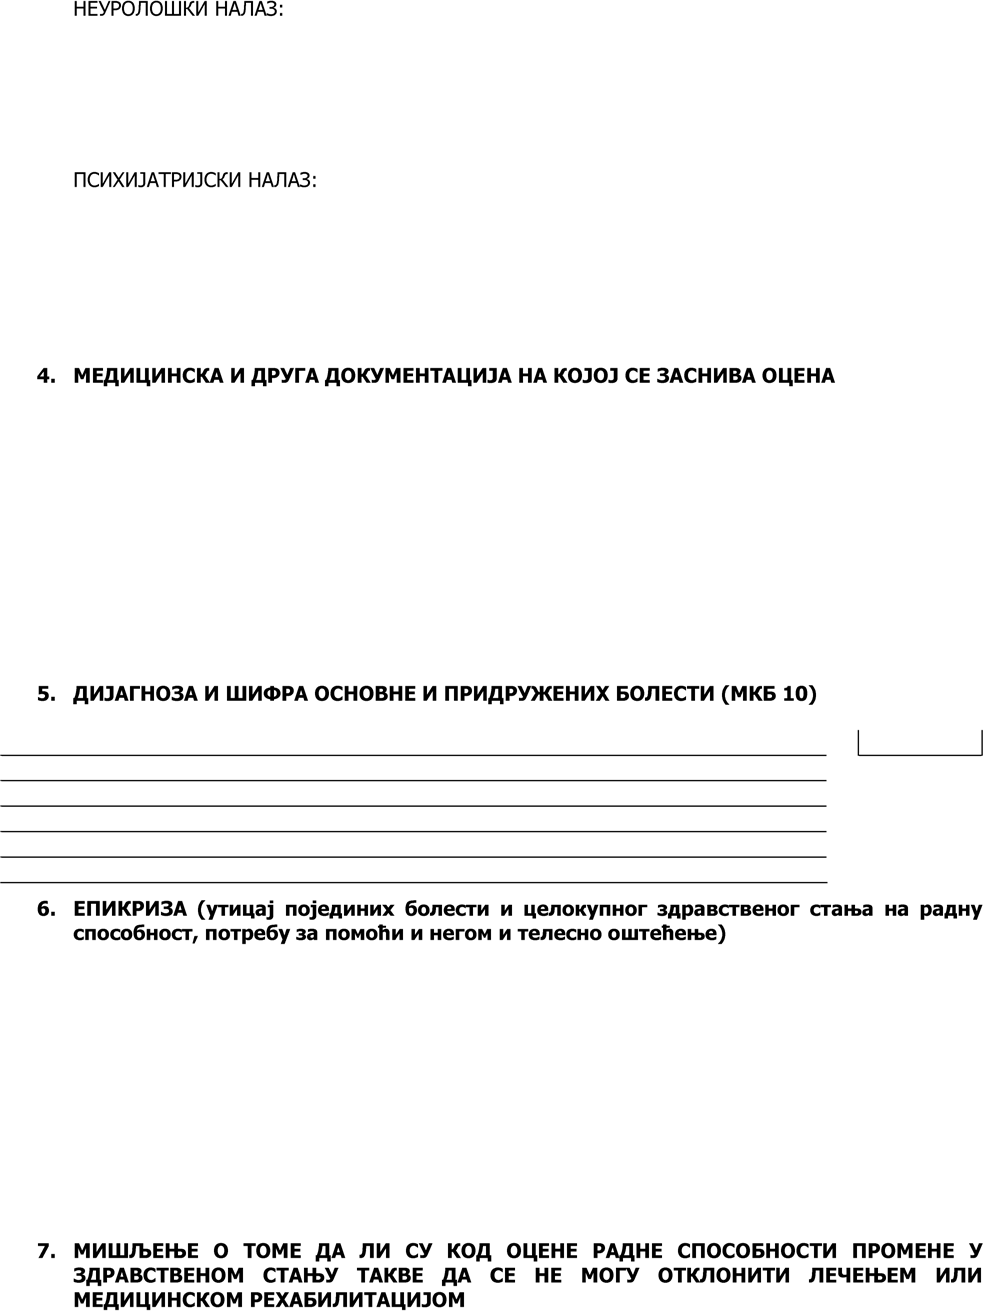 НЕУРОЛОШКИ НАЛАЗ:
ПСИХИЈАТРИЈСКИ НАЛАЗ:
4. МЕДИЦИНСКА И ДРУГА ДОКУМЕНТАЦИЈА НА КОЈОЈ СЕ ЗАСНИВА ОЦЕНА
5. ДИЈАГНОЗА И ШИФРА ОСНОВНЕ И ПРИДРУЖЕНИХ БОЛЕСТИ (МКБ 10)
6. ЕПИКРИЗА (утицај појединих болести и целокупног здравственог стања на радну
способност, потребу за помоћи и негом и телесно оштећење)
7. МИШЉЕЊЕ О ТОМЕ ДА ЛИ СУ КОД ОЦЕНЕ РАДНЕ СПОСОБНОСТИ ПРОМЕНЕ У
ЗДРАВСТВЕНОМ СТАЊУ ТАКВЕ ДА СЕ НЕ МОГУ ОТКЛОНИТИ ЛЕЧЕЊЕМ ИЛИ
МЕДИЦИНСКОМ РЕХАБИЛИТАЦИЈОМ